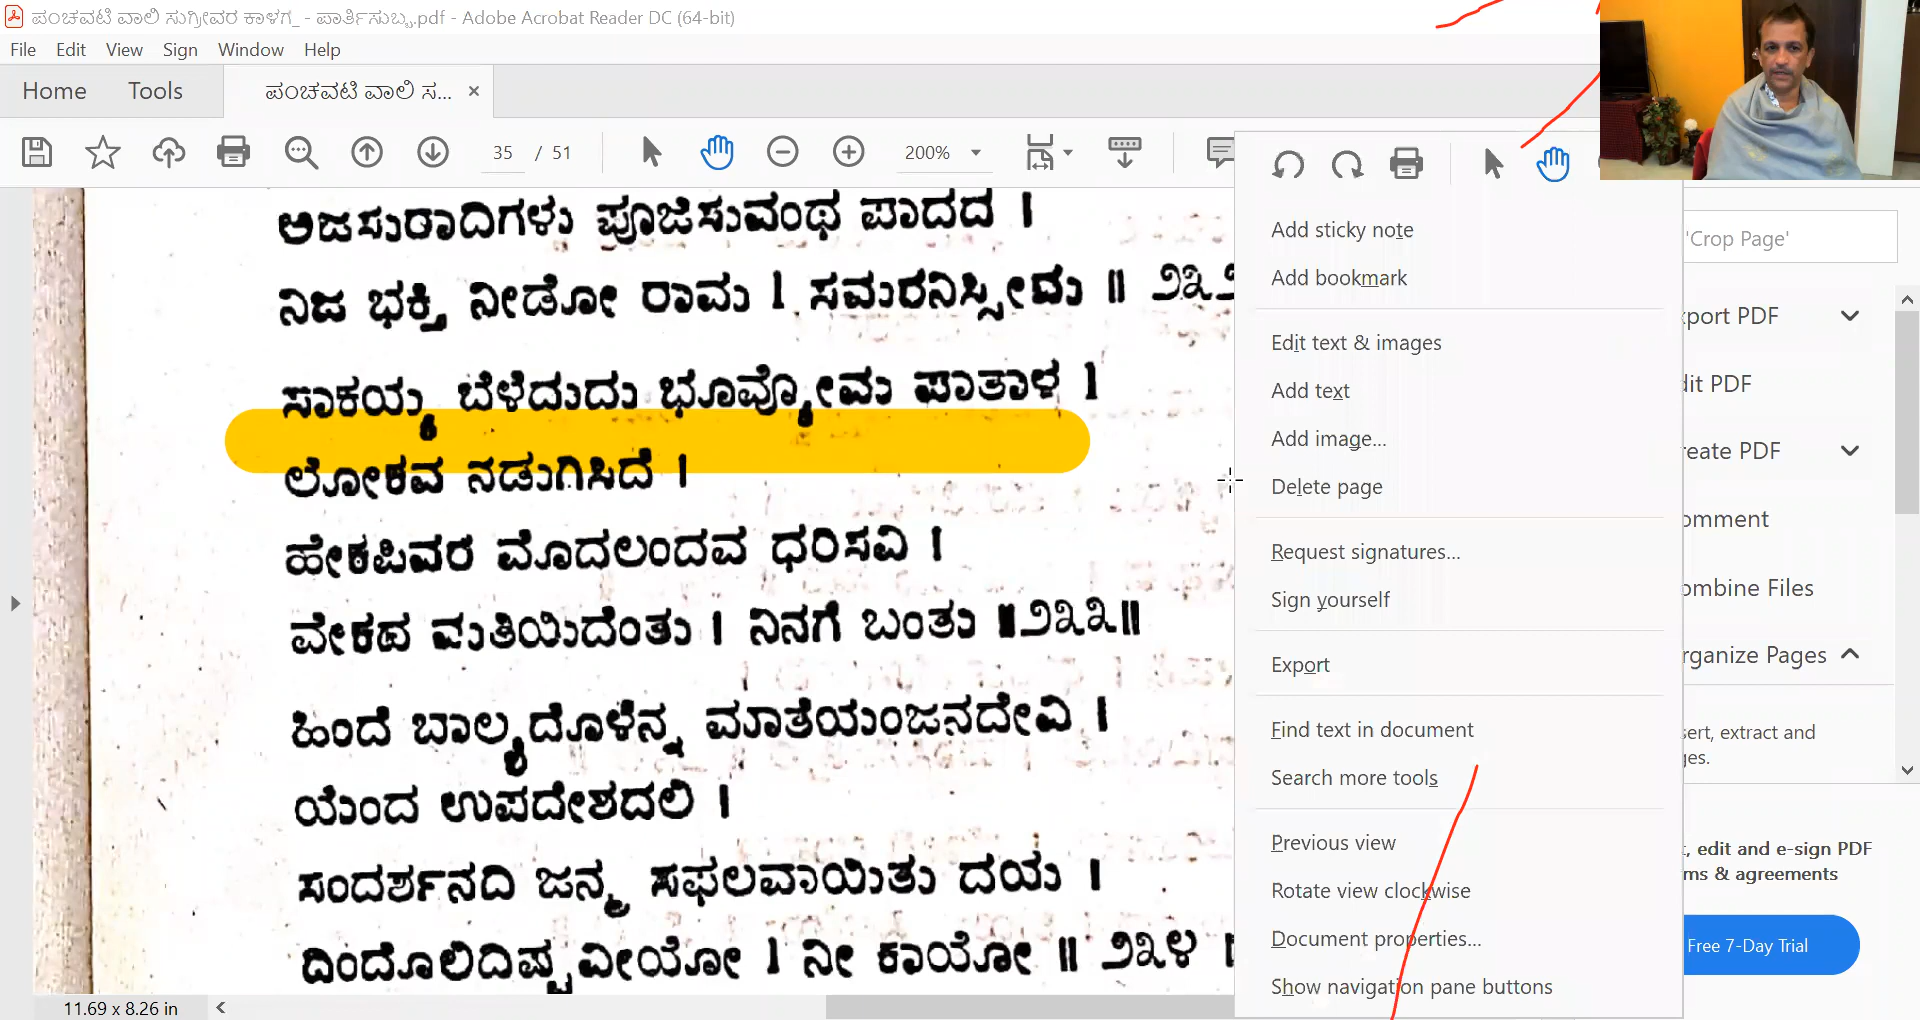 ಪಂಚವಟಿ ವಾಲಿ ಸುಗ್ರೀವರ ಕಾಳಗ_ - ಪಾರ್ತಿಸುಬ್ಬ.pdf - Adobe Acrobat Reader DC (64-bit)
File Edit View Sign Window Help
Home Tools ಪಂಚವಟಿ ವಾಲಿ ಸ...
35 / 51 200%
ಅಜಸುರಾದಿಗಳು ಪೂಜಿಸುವಂಥ ಪಾದದ ।
ನಿಜ ಭಕ್ತಿ ನೀಡೋ ರಾಮ । ಸಮರನಿಸ್ಸೀಮ ॥ ೨೩೨
ಸಾಕಯ್ಯ ಬೆಳೆದುದು ಭೂವ್ಯೋಮ ಪಾತಾಳ ।
ಲೋಕವ ನಡುಗಿಸಿದೆ ।
ಹೇಕಪಿವರ ಮೊದಲಂದವ ಧರಿಸವಿ ।
ವೇಕದ ಮತಿಯಿದೆಂತು । ನಿನಗೆ ಬಂತು ॥೨೩೩॥
ಹಿಂದೆ ಬಾಲ್ಯದೊಳೆನ್ನ ಮಾತೆಯಂಜನದೇವಿ ।
ಯೆಂದ ಉಪದೇಶದಲಿ ।
ಸಂದರ್ಶನದಿ ಜನ್ಮ ಸಫಲವಾಯಿತು ದಯ ।
ದಿಂದೊಲಿದಿಷ್ಟವೀಯೋ । ನೀ ಕಾಯೋ ॥ ೨೩೪
Add sticky note
Add bookmark
Edit text & images
Add text
Add image...
Delete page
Request signatures...
Sign yourself
Export
Find text in document
Search more tools
Previous view
Rotate view clockwise
Document properties...
Show navigation pane buttons
'Crop Page'
xport PDF
dit PDF
reate PDF
omment
ombine Files
rganize Pages
sert, extract and
ges.
t, edit and e-sign PDF
ms & agreements
Free 7-Day Trial
11.69 x 8.26 in